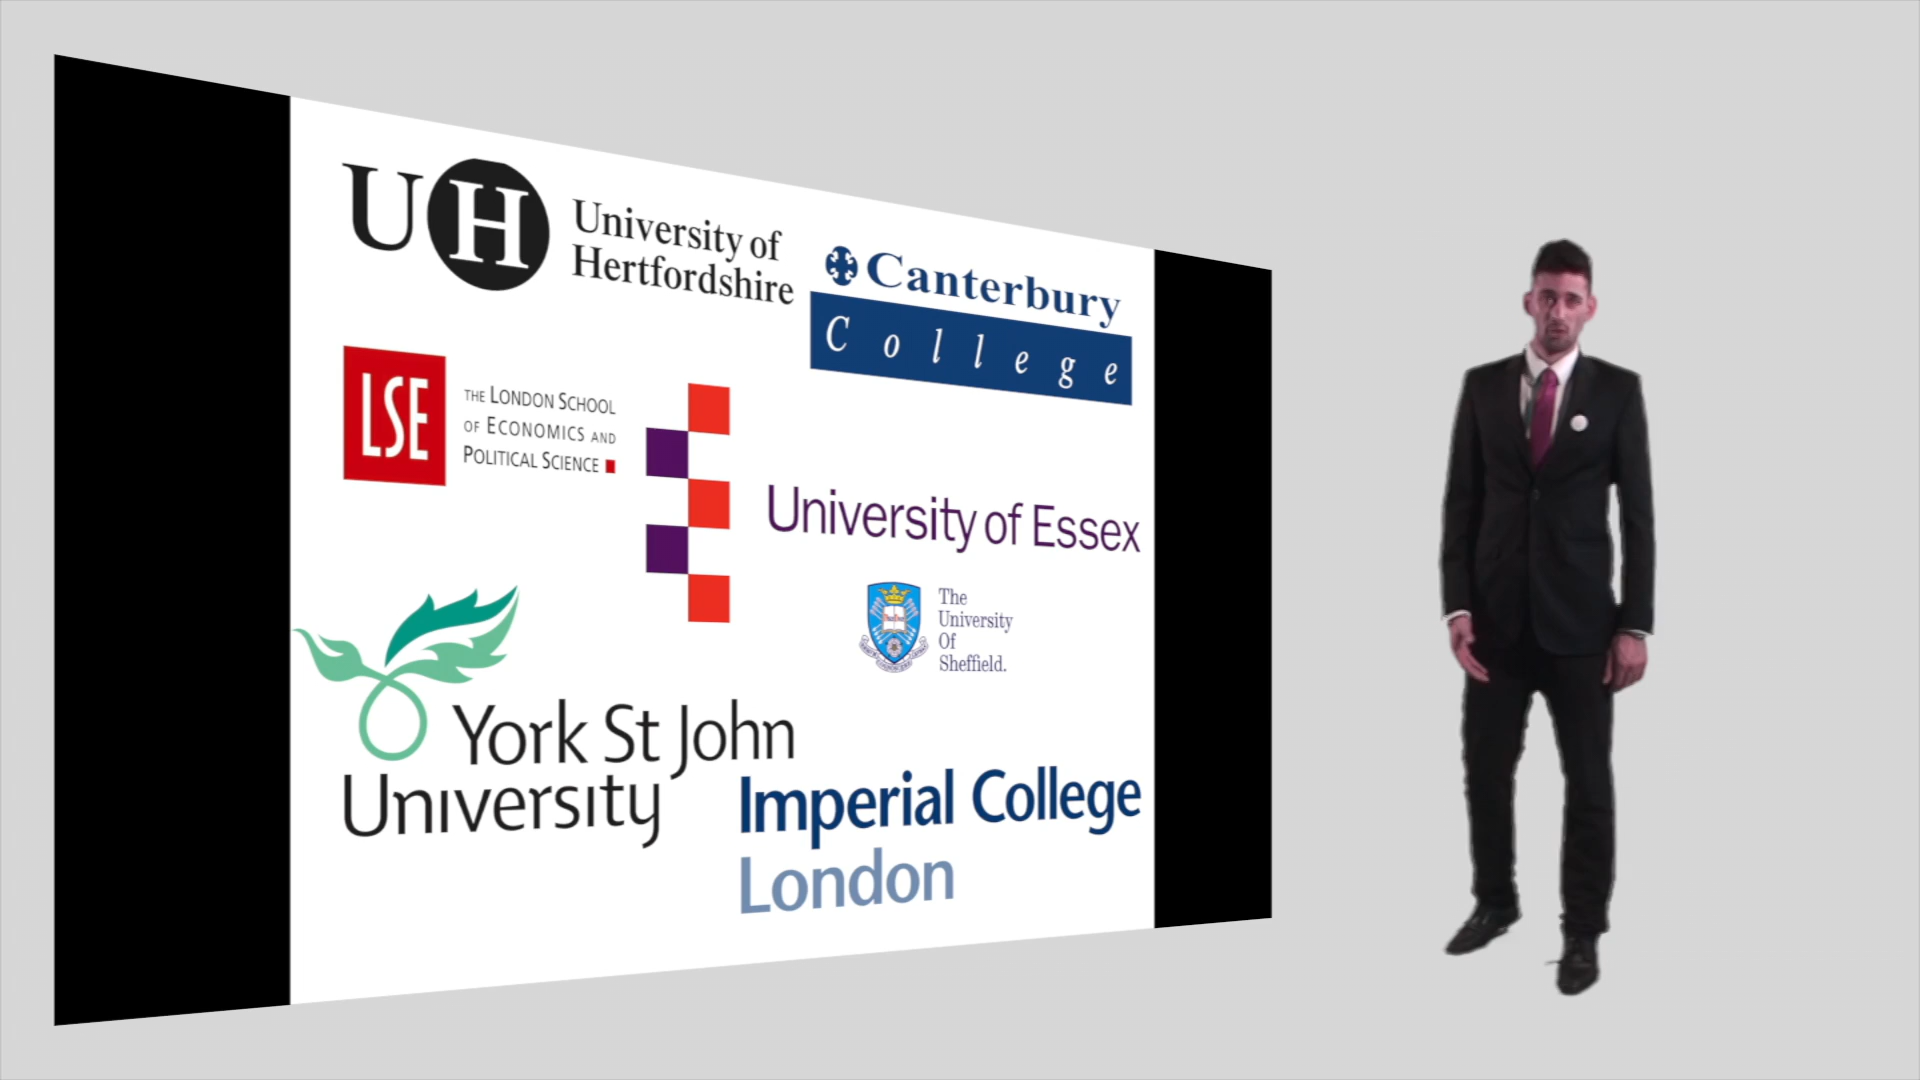 UH
University of
Hertfordshire
Canterbury
College
LSE
THE LONDON SCHOOL
OF ECONOMICS AND
POLITICAL SCIENCE
University of Essex
The
University
Of
Sheffield.
York St John
University
Imperial College
London